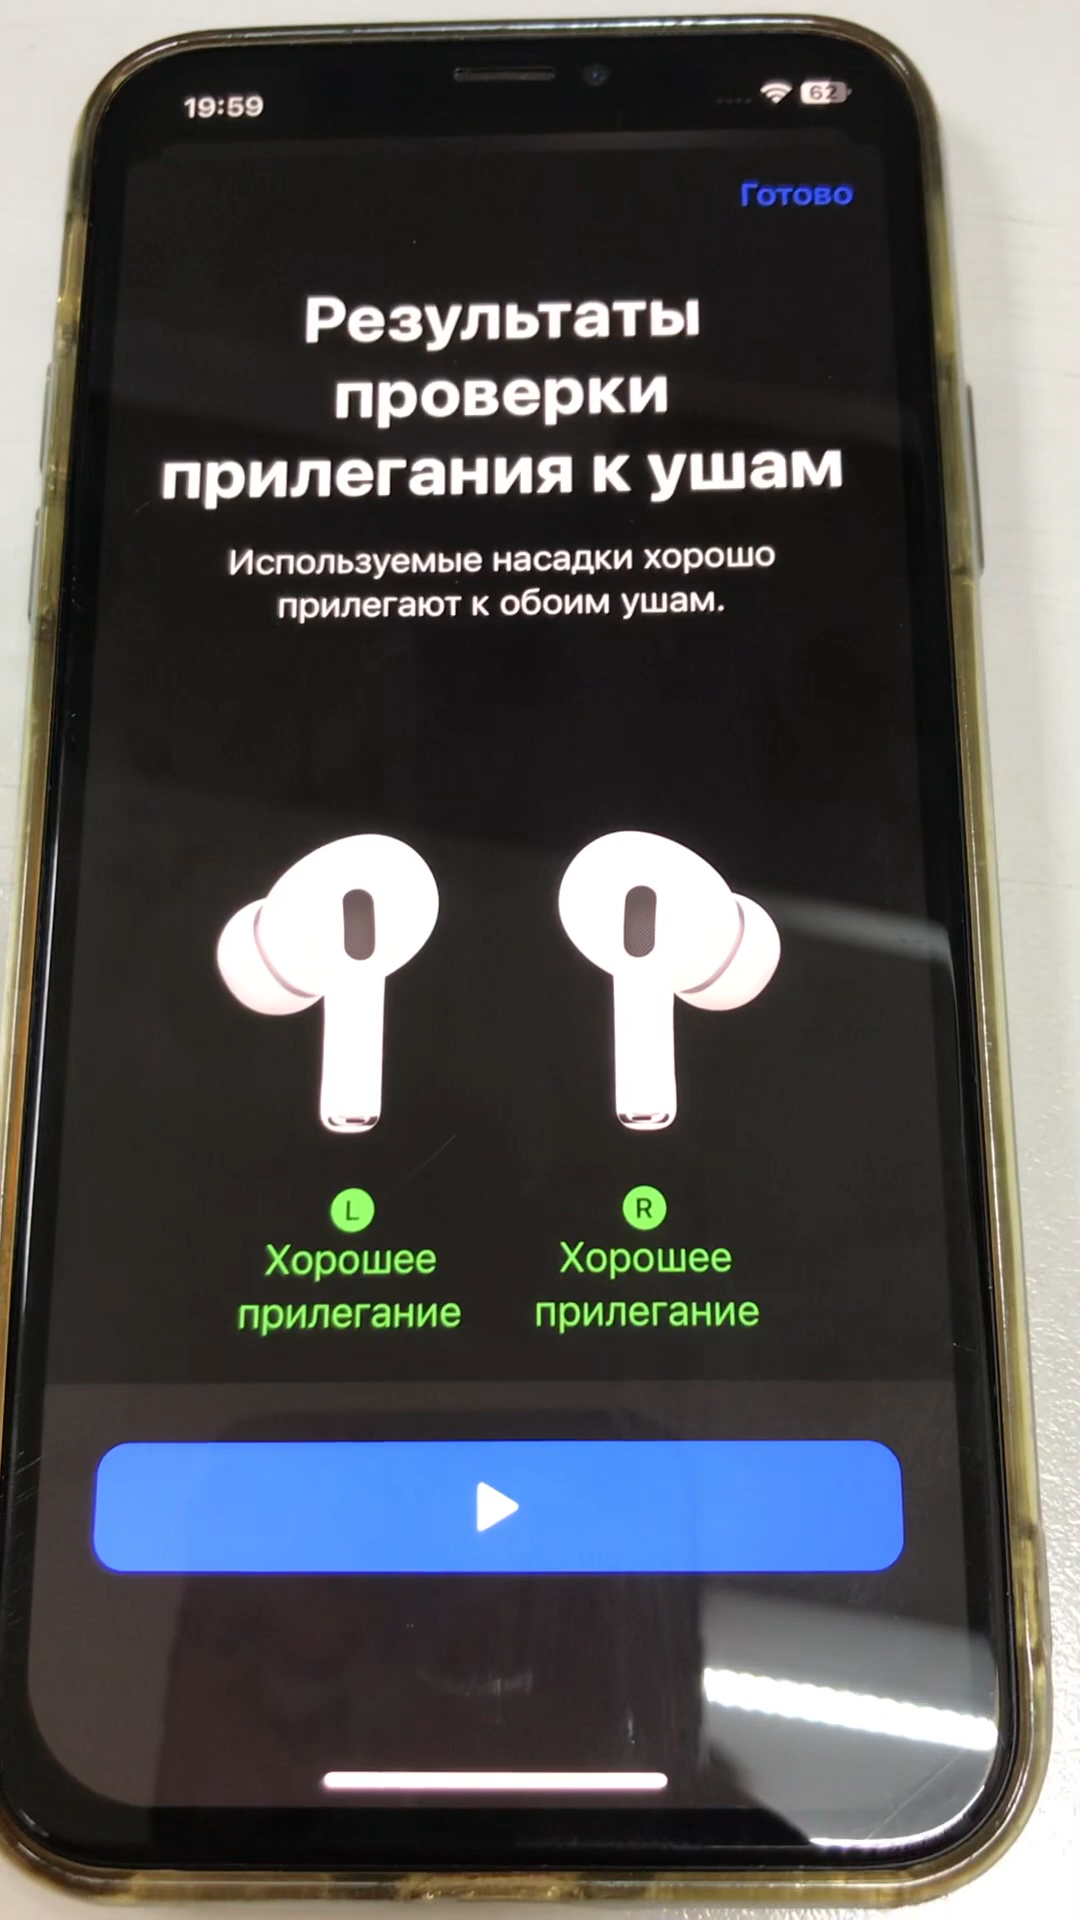 19:59
62
Готово
Результаты
проверки
прилегания к ушам
Используемые насадки хорошо
прилегают к обоим ушам.
L
R
Хорошее
прилегание
Хорошее
прилегание